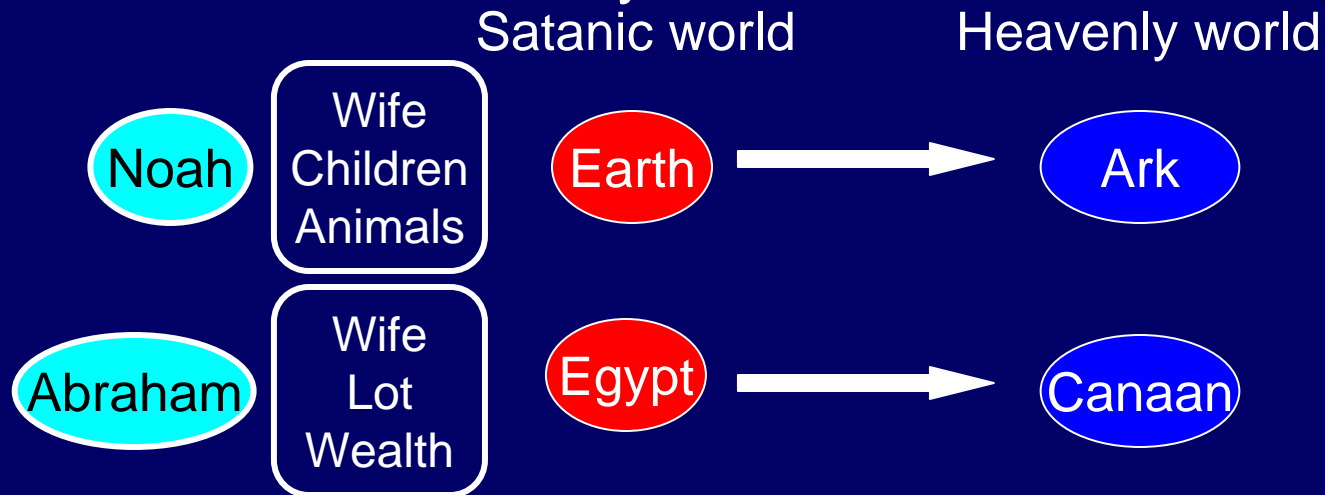 Satanic world
Heavenly world
Noah
Wife
Children
Animals
Earth
Ark
Abraham
Wife
Lot
Wealth
Egypt
Canaan